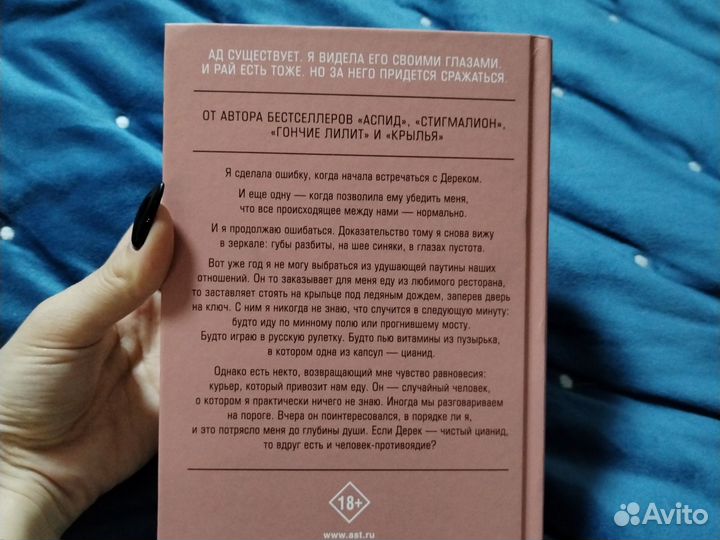 АД СУЩЕСТВУЕТ. Я ВИДЕЛА ЕГО СВОИМИ ГЛАЗАМИ.
И РАЙ ЕСТЬ ТОЖЕ. НО ЗА НЕГО ПРИДЕТСЯ СРАЖАТЬСЯ.
ОТ АВТОРА БЕСТСЕЛЛЕРОВ «АСПИД», «СТИГМАЛИОН»,
«ГОНЧИЕ ЛИЛИТ» И «КРЫЛЬЯ»
Я сделала ошибку, когда начала встречаться с Дереком.
И еще одну — когда позволила ему убедить меня,
что все происходящее между нами — нормально.
И я продолжаю ошибаться. Доказательство тому я снова вижу
в зеркале: губы разбиты, на шее синяки, в глазах пустота.
Вот уже год я не могу выбраться из удушающей паутины наших
отношений. Он то заказывает для меня еду из любимого ресторана,
то заставляет стоять на крыльце под ледяным дождем, заперев дверь
на ключ. С ним я никогда не знаю, что случится в следующую минуту:
будто иду по минному полю или прогнившему мосту.
Будто играю в русскую рулетку. Будто пью витамины из пузырька,
в котором одна из капсул — цианид.
Однако есть некто, возвращающий мне чувство равновесия:
курьер, который привозит нам еду. Он — случайный человек,
о котором я практически ничего не знаю. Иногда мы разговариваем
на пороге. Вчера он поинтересовался, в порядке ли я,
и это потрясло меня до глубины души. Если Дерек — чистый цианид,
то вдруг есть и человек-противоядие?
18+
www.ast.ru
Avito